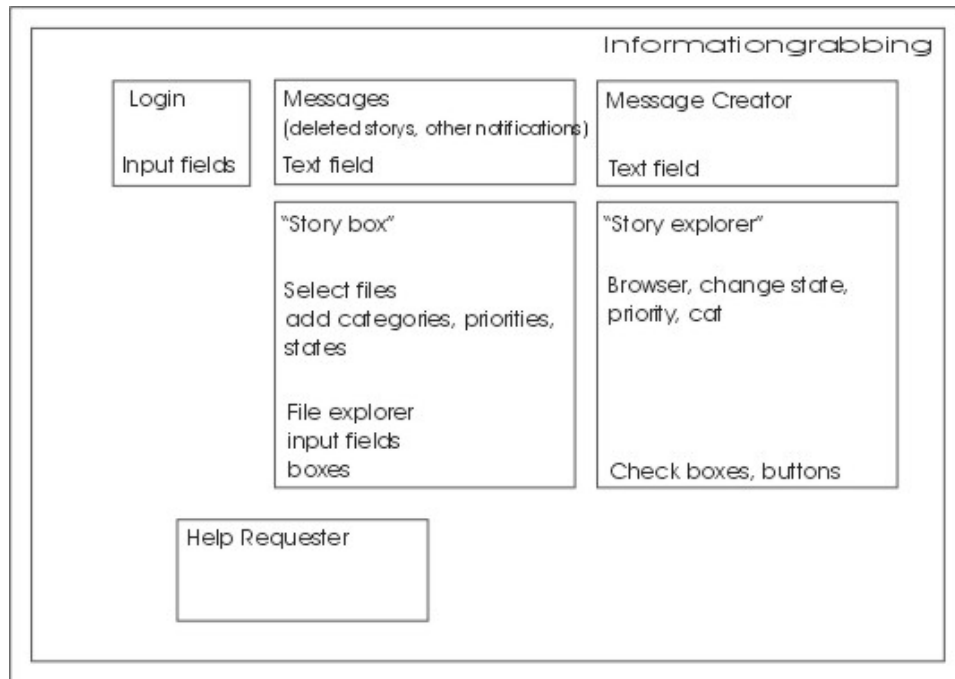 Informationgrabbing
Login
Input fields
Messages
(deleted storys, other notifications)
Text field
Message Creator
Text field
“Story box”
Select files
add categories, priorities,
states
File explorer
input fields
boxes
“Story explorer”
Browser, change state,
priority, cat
Check boxes, buttons
Help Requester